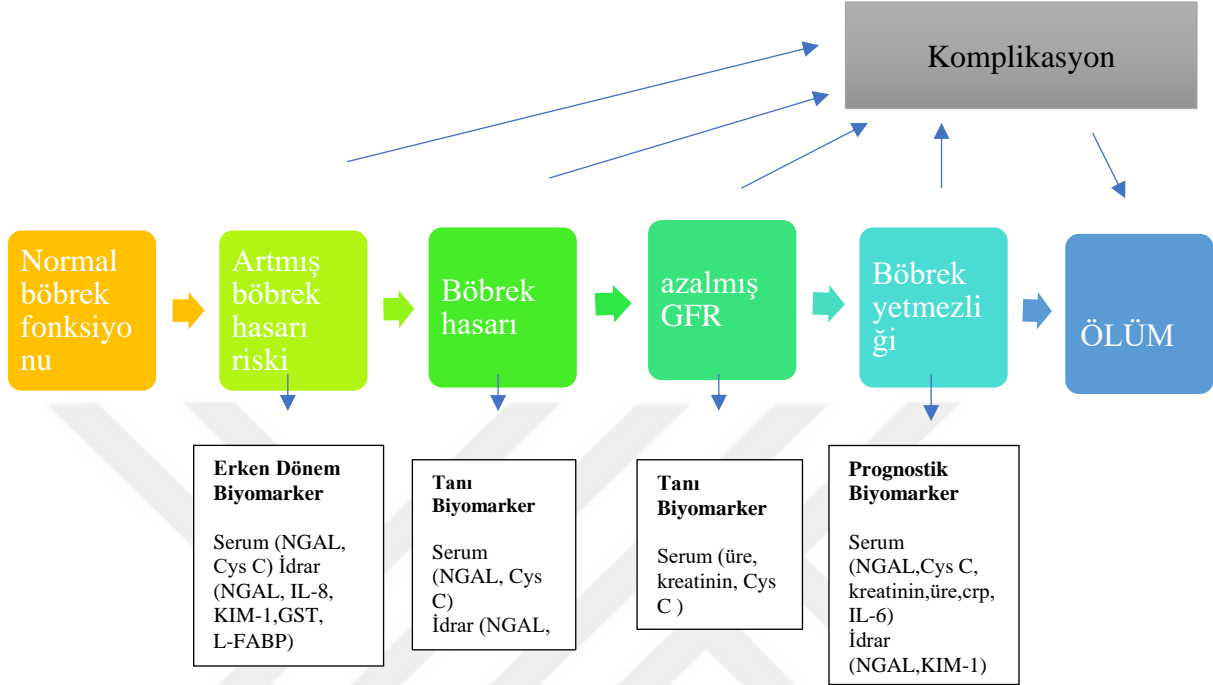 Komplikasyon
Normal
böbrek
fonksiyo
nu
Artmış
böbrek
hasarı
riski
Böbrek
hasarı
azalmış
GFR
Böbrek
yetmezli
ği
ÖLÜM
Erken Dönem
Biyomarker
Serum (NGAL,
Cys C) İdrar
(NGAL, IL-8,
KIM-1,GST,
L-FABP)
Tanı
Biyomarker
Serum
(NGAL, Cys
C)
İdrar (NGAL,
Tanı
Biyomarker
Serum (üre,
kreatinin, Cys
C )
Prognostik
Biyomarker
Serum
(NGAL,Cys C,
kreatinin,üre,crp,
IL-6)
İdrar
(NGAL,KIM-1)